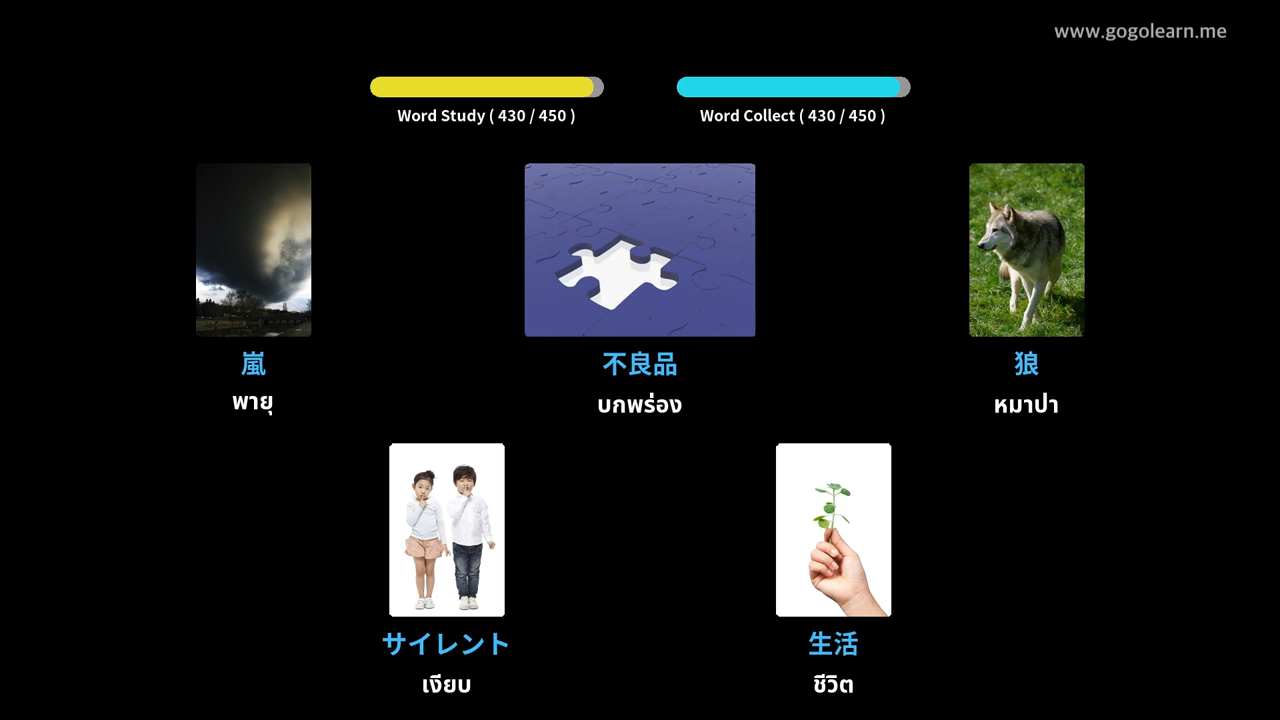 www.gogolearn.me
Word Study ( 430 / 450 )
Word Collect ( 430 / 450 )
嵐
不良品
狼
พายุ
บกพร่อง
หมาป่า
サイレント
生活
เงียบ
ชีวิต